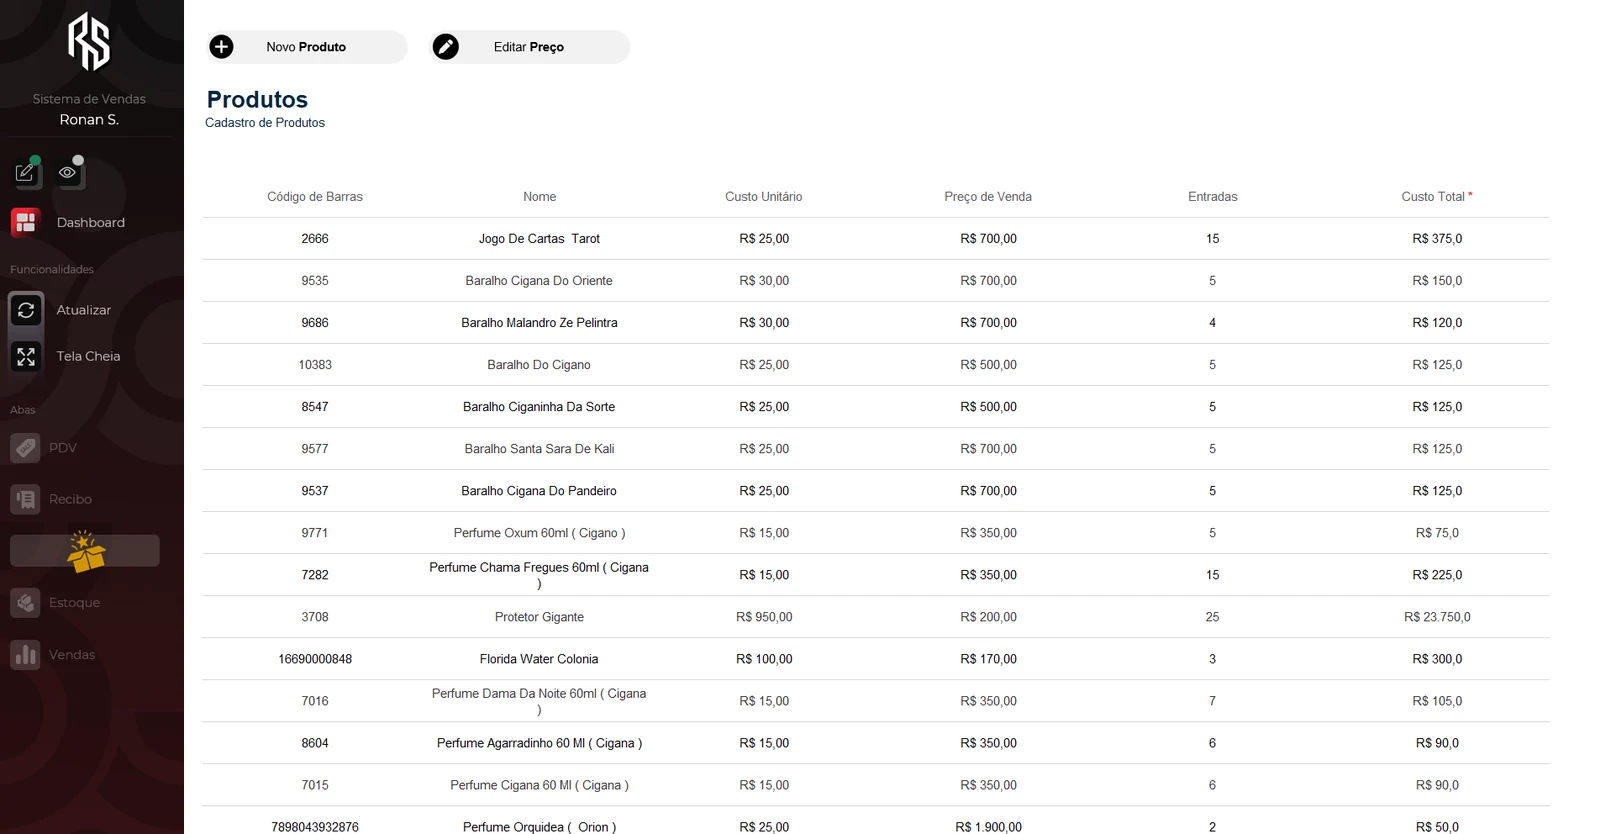 RS
Sistema de Vendas
Ronan S.
Dashboard
Funcionalidades
Atualizar
Tela Cheia
Abas
PDV
Recibo
Estoque
Vendas
Novo Produto
Editar Preço
Produtos
Cadastro de Produtos
Código de Barras Nome Custo Unitário Preço de Venda Entradas Custo Total *
2666 Jogo De Cartas Tarot R$ 25,00 R$ 700,00 15 R$ 375,0
9535 Baralho Cigana Do Oriente R$ 30,00 R$ 700,00 5 R$ 150,0
9686 Baralho Malandro Ze Pelintra R$ 30,00 R$ 700,00 4 R$ 120,0
10383 Baralho Do Cigano R$ 25,00 R$ 500,00 5 R$ 125,0
8547 Baralho Ciganinha Da Sorte R$ 25,00 R$ 500,00 5 R$ 125,0
9577 Baralho Santa Sara De Kali R$ 25,00 R$ 700,00 5 R$ 125,0
9537 Baralho Cigana Do Pandeiro R$ 25,00 R$ 700,00 5 R$ 125,0
9771 Perfume Oxum 60ml ( Cigano ) R$ 15,00 R$ 350,00 5 R$ 75,0
7282 Perfume Chama Fregues 60ml ( Cigana
) R$ 15,00 R$ 350,00 15 R$ 225,0
3708 Protetor Gigante R$ 950,00 R$ 200,00 25 R$ 23.750,0
16690000848 Florida Water Colonia R$ 100,00 R$ 170,00 3 R$ 300,0
7016 Perfume Dama Da Noite 60ml ( Cigana
) R$ 15,00 R$ 350,00 7 R$ 105,0
8604 Perfume Agarradinho 60 Ml ( Cigana ) R$ 15,00 R$ 350,00 6 R$ 90,0
7015 Perfume Cigana 60 Ml ( Cigana ) R$ 15,00 R$ 350,00 6 R$ 90,0
7898043932876 Perfume Orquidea ( Orion ) R$ 25,00 R$ 1.900,00 2 R$ 50,0